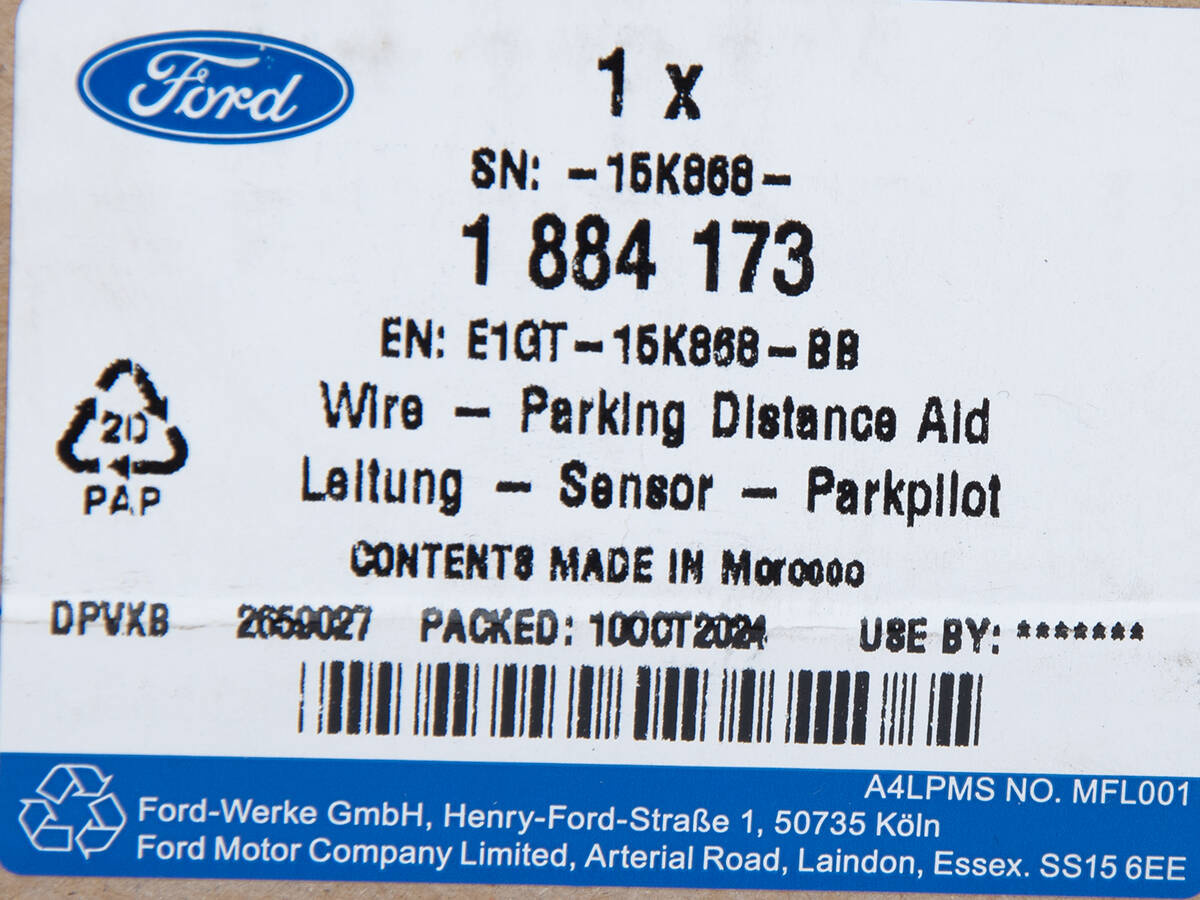 Ford
1 x
SN: -15K868-
1 884 173
EN: E1GT-15K868-BB
Wire - Parking Distance Aid
Leitung - Sensor - Parkpilot
20
PAP
CONTENTS MADE IN Morocco
DPVXB 2659027 PACKED: 10OCT2024 USE BY: *******
A4LPMS NO. MFL001
Ford-Werke GmbH, Henry-Ford-Straße 1, 50735 Köln
Ford Motor Company Limited, Arterial Road, Laindon, Essex. SS15 6EE